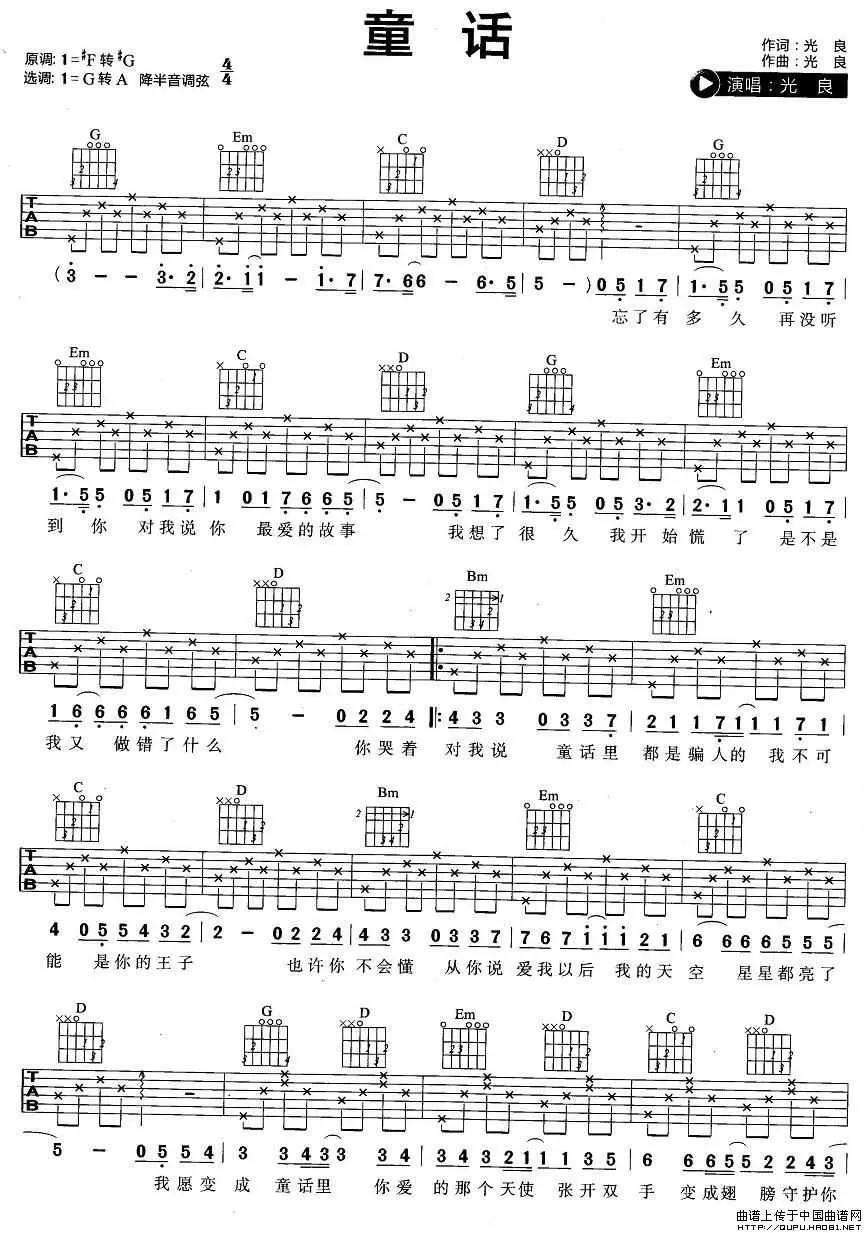 童 话
原调: 1=♯F 转 ♯G
作词:光 良
选调: 1=G 转 A 降半音调弦 4/4
作曲:光 良
演唱:光 良
G Em C D G
TAB
(3 - - 3· 2 | 2· 1 1 - 1· 7 | 7· 6 6 - 6· 5 | 5 - ) 0 5 1 7 | 1· 5 5 0 5 1 7 |
忘了有 多 久 再没听
Em C D G Em
TAB
1· 5 5 0 5 1 7 | 1 0 1 7 6 6 5 | 5 - 0 5 1 7 | 1· 5 5 0 5 3· 2 | 2· 1 1 0 5 1 7 |
到 你 对我说你 最爱的故事 我想了 很 久 我开始慌 了 是不是
C D Bm Em
2 1
TAB
1 6 6 6 6 1 6 5 | 5 - 0 2 2 4 ‖: 4 3 3 0 3 3 7 | 2 1 1 7 1 1 1 7 1 |
我又 做错了什么 你哭着 对我说 童话里 都是骗人的 我不可
C D Bm Em C
2 1
TAB
4 0 5 5 4 3 2 | 2 - 0 2 2 4 | 4 3 3 0 3 3 7 | 7 6 7 1 1 1 2 1 | 6 6 6 6 5 5 5 |
能 是你的王子 也许你 不会懂 从你说 爱我以后 我的天 空 星星都亮了
D G D Em D C D
TAB
5 - 0 5 5 4 | 3 3 4 3 3 3 4 | 3 3 4 3 2 1 1 1 5 | 6 6 6 5 5 2 2 4 3 |
我愿变 成 童话里 你爱 的那个天使 张开双 手 变成翅 膀守护你
曲谱上传于中国曲谱网
http://QUPU.HAO81.NET